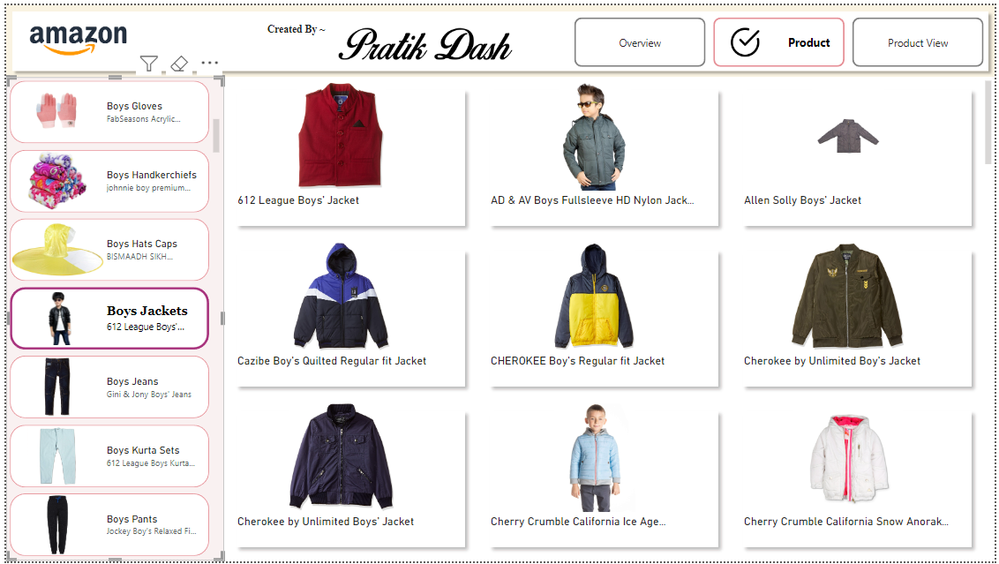 amazon
Created By ~
Pratik Dash
Overview
Product
Product View
Boys Gloves
FabSeasons Acrylic...
Boys Handkerchiefs
johnnie boy premium...
Boys Hats Caps
BISMAADH SIKH...
Boys Jackets
612 League Boys'...
Boys Jeans
Gini & Jony Boys' Jeans
Boys Kurta Sets
612 League Boys Kurta...
Boys Pants
Jockey Boy's Relaxed Fi...
612 League Boys' Jacket
AD & AV Boys Fullsleeve HD Nylon Jack...
Allen Solly Boys' Jacket
Cazibe Boy's Quilted Regular fit Jacket
CHEROKEE Boy's Regular fit Jacket
Cherokee by Unlimited Boy's Jacket
Cherokee by Unlimited Boys' Jacket
Cherry Crumble California Ice Age...
Cherry Crumble California Snow Anorak...